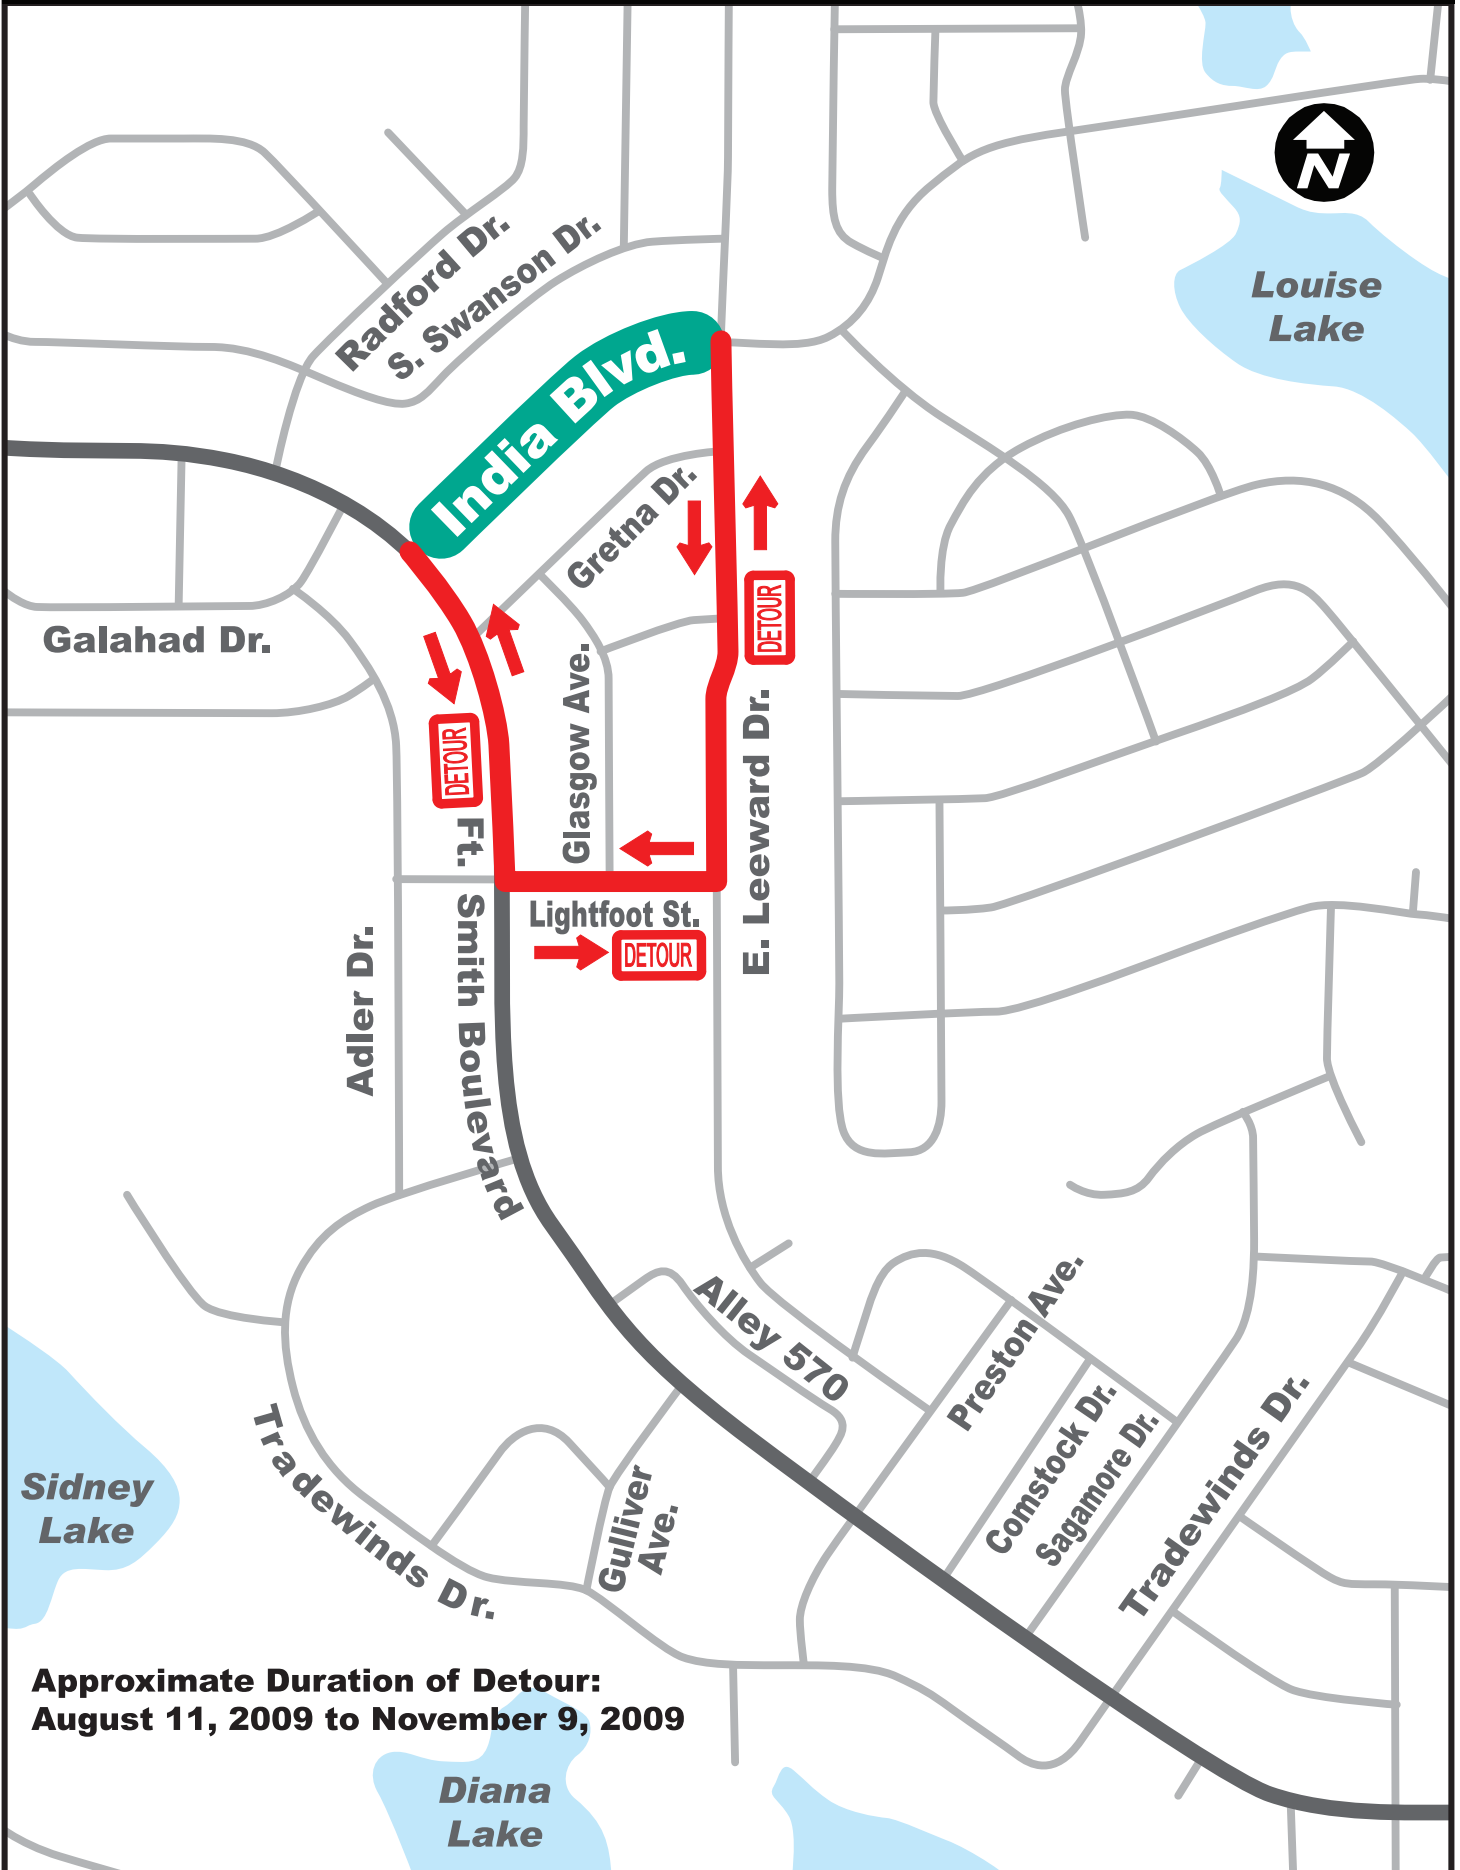 N
Louise
Lake
Radford Dr.
S. Swanson Dr.
India Blvd.
Gretna Dr.
DETOUR
Galahad Dr.
Glasgow Ave.
DETOUR
E. Leeward Dr.
Ft. Smith Boulevard
Lightfoot St.
DETOUR
Adler Dr.
Alley 570
Preston Ave.
Comstock Dr.
Sagamore Dr.
Tradewinds Dr.
Tradewinds Dr.
Gulliver
Ave.
Sidney
Lake
Approximate Duration of Detour:
August 11, 2009 to November 9, 2009
Diana
Lake